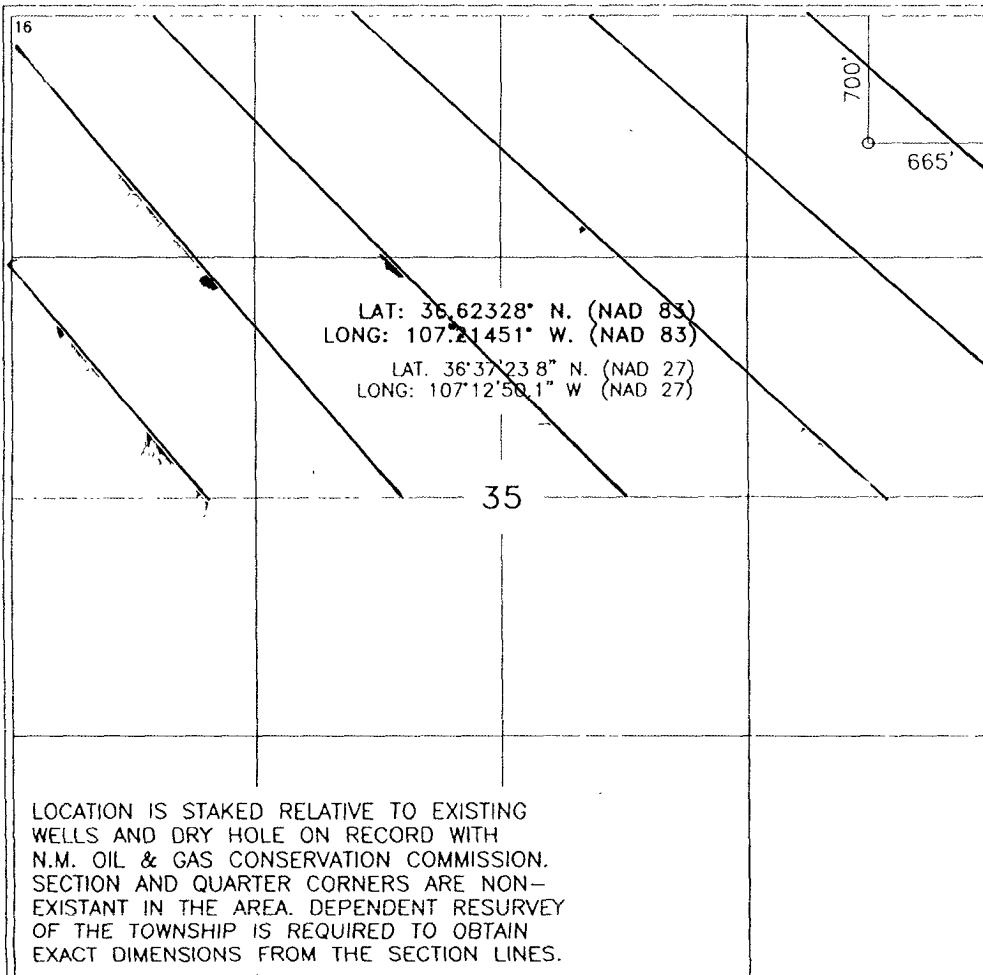 16
700'
665'
LAT: 36.62328° N. (NAD 83)
LONG: 107.21451° W. (NAD 83)
LAT. 36°37'23 8" N. (NAD 27)
LONG: 107°12'50.1" W (NAD 27)
35
LOCATION IS STAKED RELATIVE TO EXISTING
WELLS AND DRY HOLE ON RECORD WITH
N.M. OIL & GAS CONSERVATION COMMISSION.
SECTION AND QUARTER CORNERS ARE NON-
EXISTANT IN THE AREA. DEPENDENT RESURVEY
OF THE TOWNSHIP IS REQUIRED TO OBTAIN
EXACT DIMENSIONS FROM THE SECTION LINES.